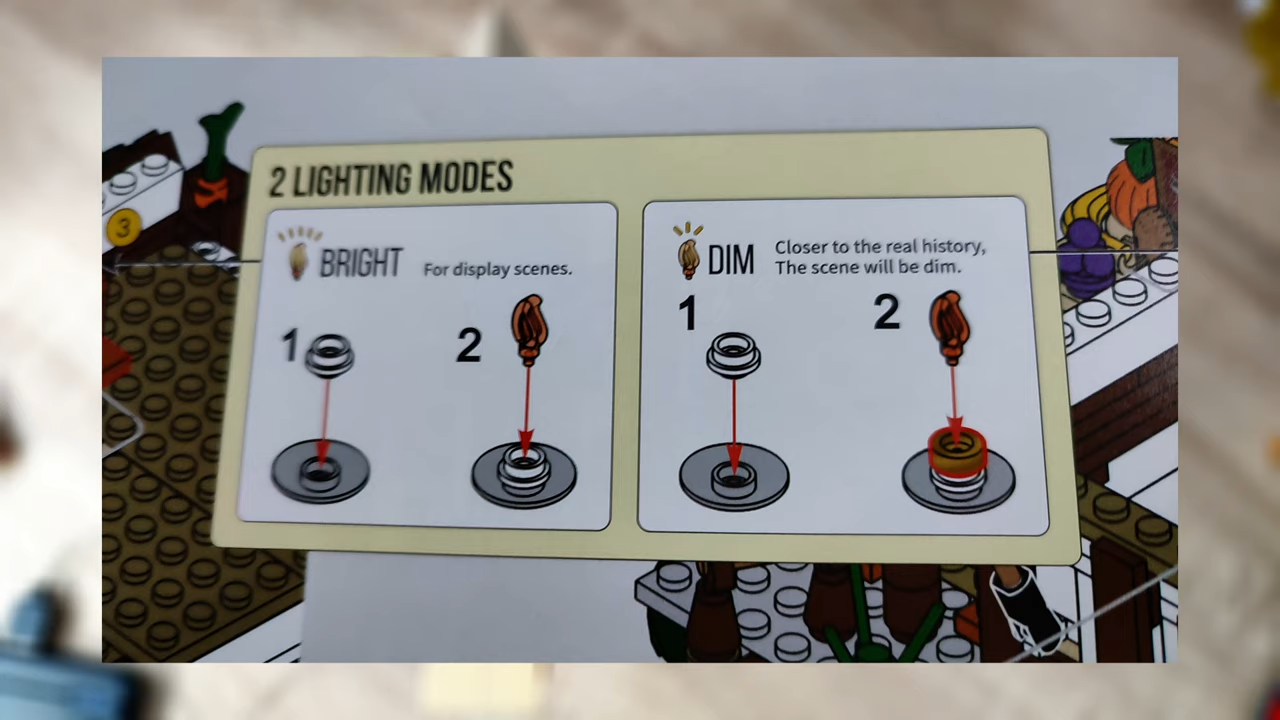 2 LIGHTING MODES
BRIGHT For display scenes.
1
2
DIM Closer to the real history,
The scene will be dim.
1
2
3